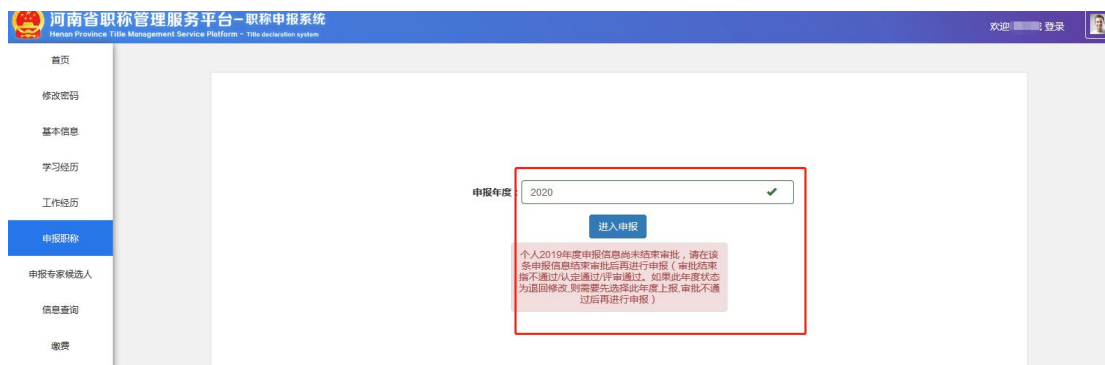 河南省职称管理服务平台-职称申报系统
Henan Province Title Management Service Platform - Title declaration system
欢迎 ! 登录
首页
修改密码
基本信息
学习经历
工作经历
申报职称
申报专家候选人
信息查询
缴费
申报年度：
2020
进入申报
个人2019年度申报信息尚未结束审批，请在该
条申报信息结束审批后再进行申报（审批结束
指不通过/认定通过/评审通过。如果此年度状态
为退回修改,则需要先选择此年度上报,审批不通
过后再进行申报）